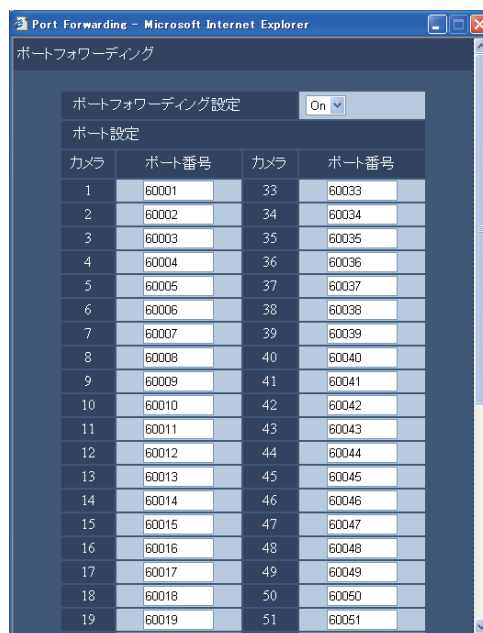 Port Forwarding - Microsoft Internet Explorer
ポートフォワーディング
ポートフォワーディング設定 On
ポート設定
カメラ ポート番号 カメラ ポート番号
1 60001 33 60033
2 60002 34 60034
3 60003 35 60035
4 60004 36 60036
5 60005 37 60037
6 60006 38 60038
7 60007 39 60039
8 60008 40 60040
9 60009 41 60041
10 60010 42 60042
11 60011 43 60043
12 60012 44 60044
13 60013 45 60045
14 60014 46 60046
15 60015 47 60047
16 60016 48 60048
17 60017 49 60049
18 60018 50 60050
19 60019 51 60051